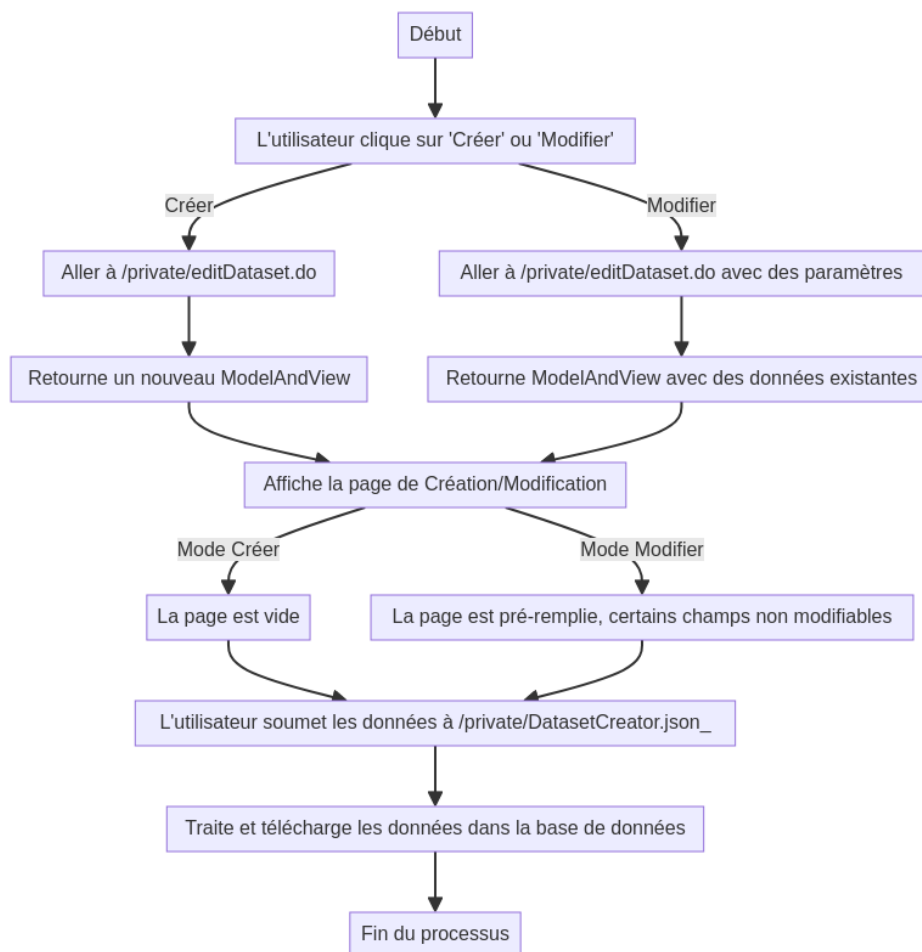 Début
L'utilisateur clique sur 'Créer' ou 'Modifier'
Créer
Modifier
Aller à /private/editDataset.do
Aller à /private/editDataset.do avec des paramètres
Retourne un nouveau ModelAndView
Retourne ModelAndView avec des données existantes
Affiche la page de Création/Modification
Mode Créer
Mode Modifier
La page est vide
La page est pré-remplie, certains champs non modifiables
L'utilisateur soumet les données à /private/DatasetCreator.json_
Traite et télécharge les données dans la base de données
Fin du processus